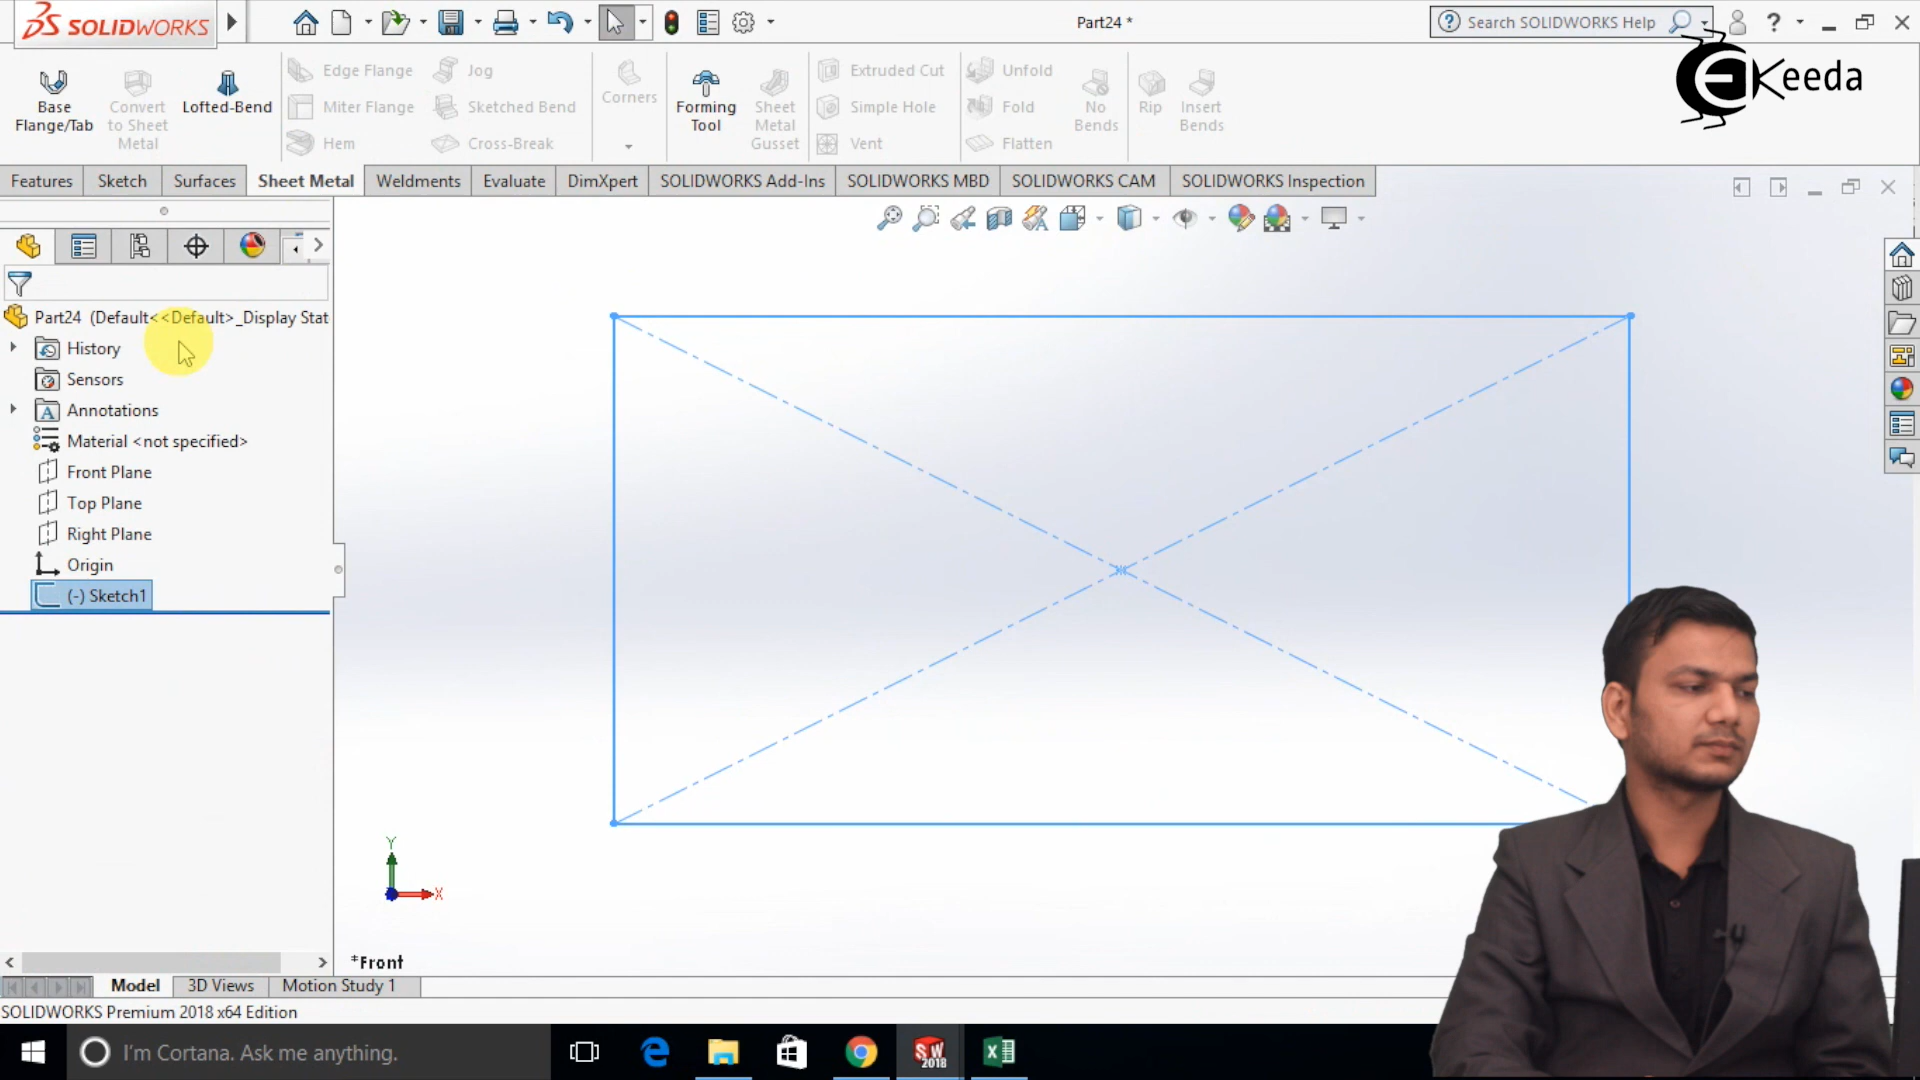 SOLIDWORKS
Part24 *
Search SOLIDWORKS Help
Keeda
Base Flange/Tab
Convert to Sheet Metal
Lofted-Bend
Edge Flange
Miter Flange
Hem
Jog
Sketched Bend
Cross-Break
Corners
Forming Tool
Sheet Metal Gusset
Extruded Cut
Simple Hole
Vent
Unfold
Fold
Flatten
No Bends
Rip
Insert Bends
Features
Sketch
Surfaces
Sheet Metal
Weldments
Evaluate
DimXpert
SOLIDWORKS Add-Ins
SOLIDWORKS MBD
SOLIDWORKS CAM
SOLIDWORKS Inspection
Part24 (Default<<Default>_Display Stat
History
Sensors
Annotations
Material <not specified>
Front Plane
Top Plane
Right Plane
Origin
(-) Sketch1
Y
X
*Front
Model
3D Views
Motion Study 1
SOLIDWORKS Premium 2018 x64 Edition
I'm Cortana. Ask me anything.
SW
2018